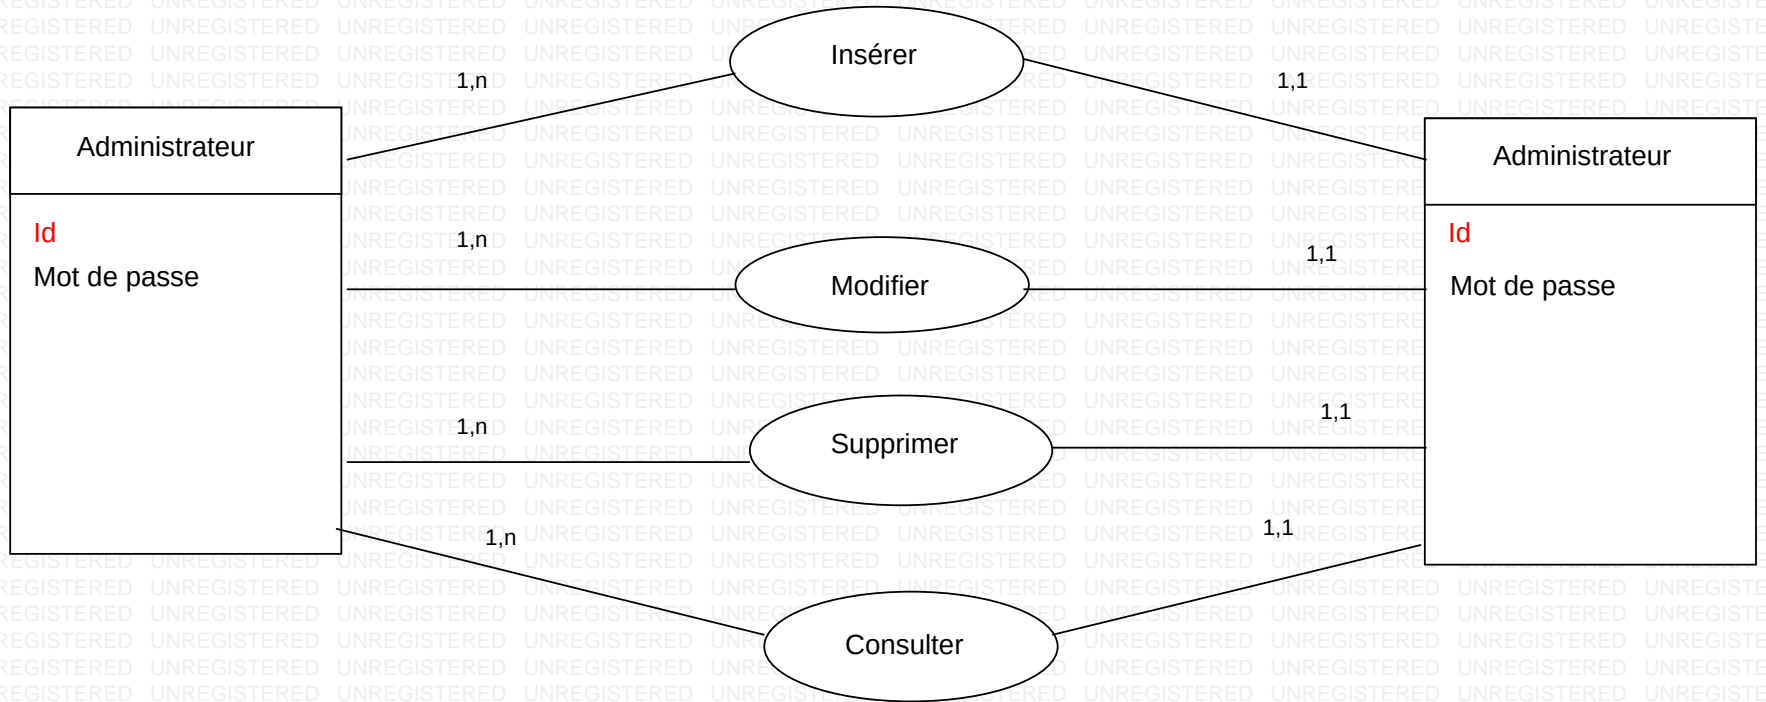 Insérer
1,n
1,1
Administrateur
Administrateur
Id
Id
1,n
1,1
Mot de passe
Modifier
Mot de passe
1,n
1,1
Supprimer
1,n
1,1
Consulter
UNREGISTERED